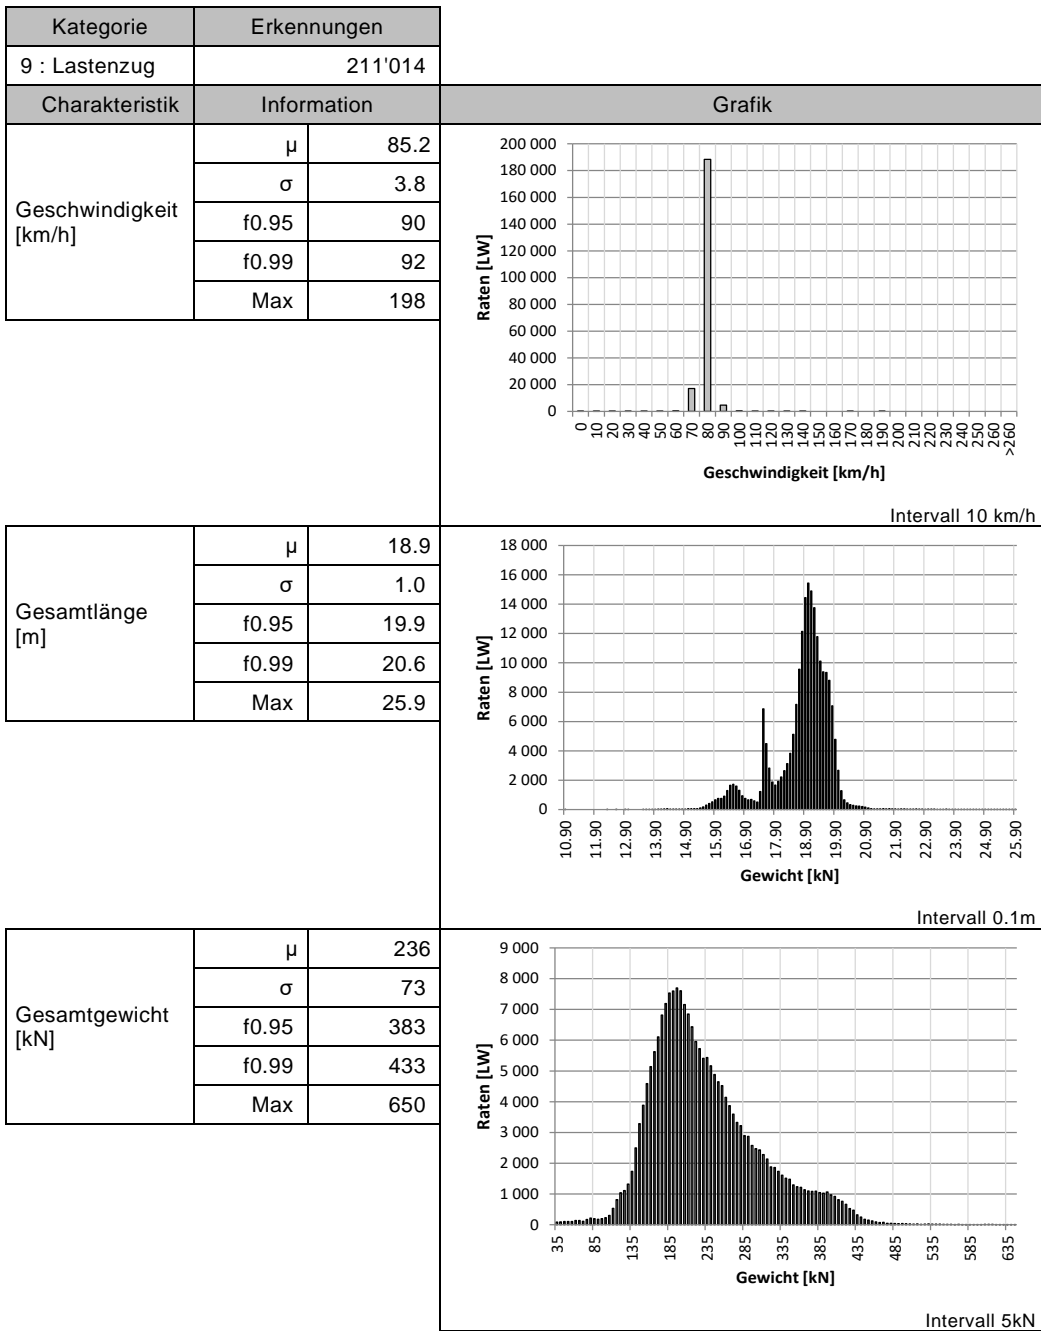 Kategorie Erkennungen
9 : Lastenzug 211'014
Charakteristik Information Grafik
Geschwindigkeit
[km/h]
μ 85.2
σ 3.8
f0.95 90
f0.99 92
Max 198
200 000
180 000
160 000
140 000
120 000
100 000
80 000
60 000
40 000
20 000
0
Raten [LW]
0 10 20 30 40 50 60 70 80 90 100 110 120 130 140 150 160 170 180 190 200 210 220 230 240 250 260 >260
Geschwindigkeit [km/h]
Intervall 10 km/h
Gesamtlänge
[m]
μ 18.9
σ 1.0
f0.95 19.9
f0.99 20.6
Max 25.9
18 000
16 000
14 000
12 000
10 000
8 000
6 000
4 000
2 000
0
Raten [LW]
10.90 11.90 12.90 13.90 14.90 15.90 16.90 17.90 18.90 19.90 20.90 21.90 22.90 23.90 24.90 25.90
Gewicht [kN]
Intervall 0.1m
Gesamtgewicht
[kN]
μ 236
σ 73
f0.95 383
f0.99 433
Max 650
9 000
8 000
7 000
6 000
5 000
4 000
3 000
2 000
1 000
0
Raten [LW]
35 85 135 185 235 285 335 385 435 485 535 585 635
Gewicht [kN]
Intervall 5kN